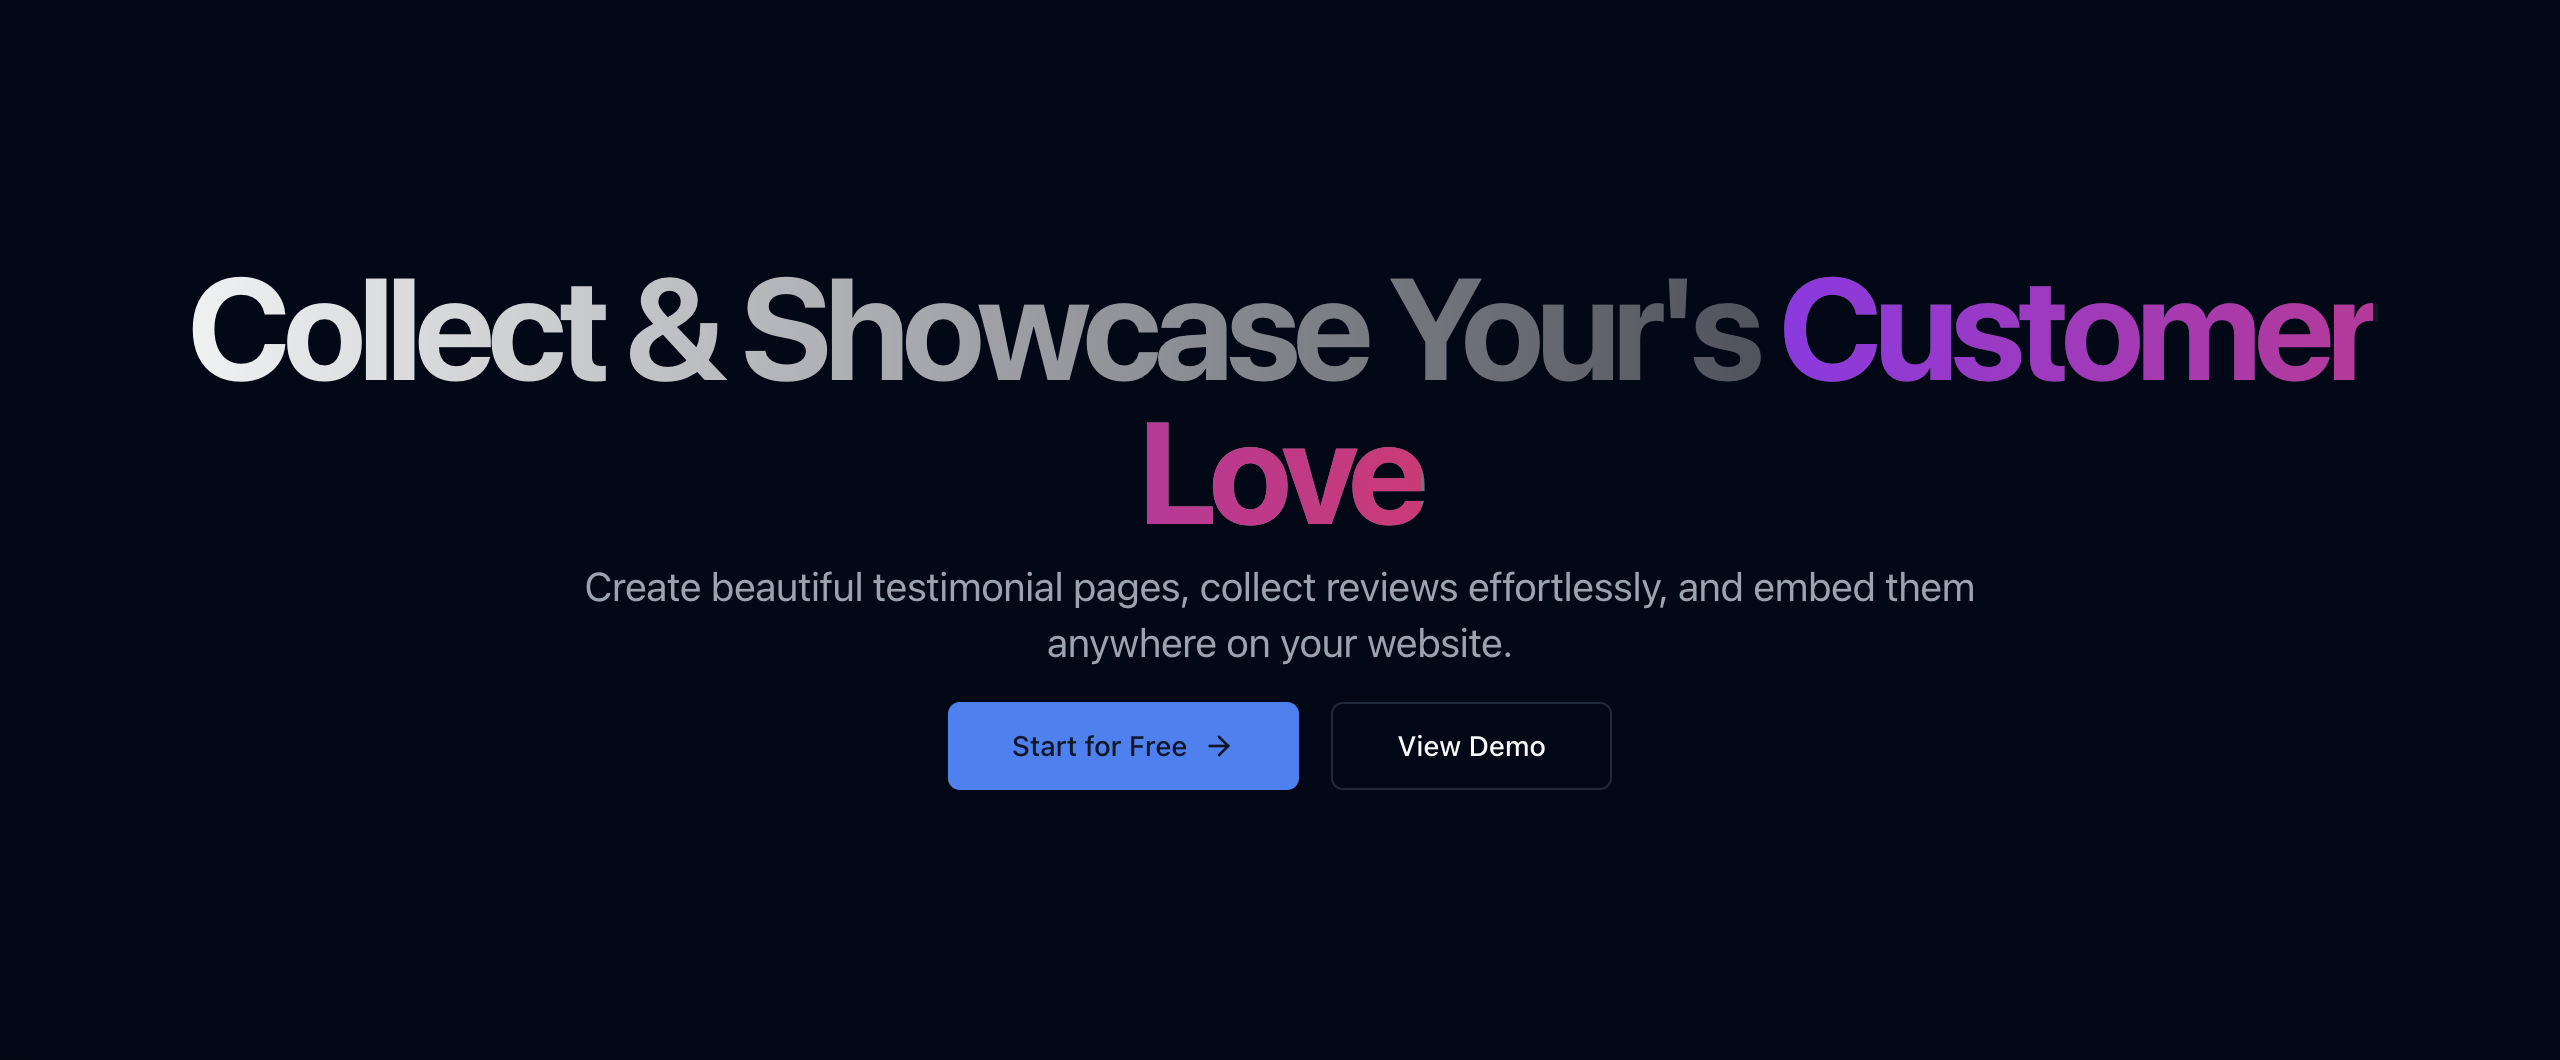 Collect & Showcase Your's Customer
Love
Create beautiful testimonial pages, collect reviews effortlessly, and embed them
anywhere on your website.
Start for Free →
View Demo